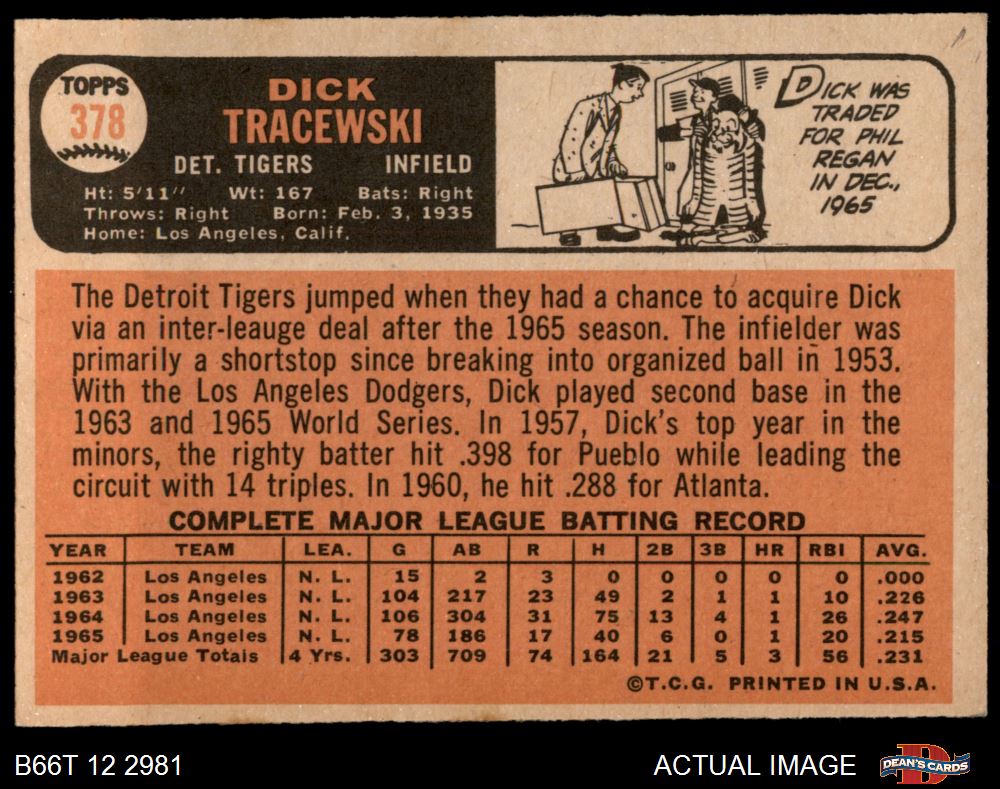 TOPPS
378
DICK
TRACEWSKI
DET. TIGERS INFIELD
Ht: 5'11" Wt: 167 Bats: Right
Throws: Right Born: Feb. 3, 1935
Home: Los Angeles, Calif.
DICK WAS
TRADED
FOR PHIL
REGAN
IN DEC.,
1965
The Detroit Tigers jumped when they had a chance to acquire Dick
via an inter-leauge deal after the 1965 season. The infielder was
primarily a shortstop since breaking into organized ball in 1953.
With the Los Angeles Dodgers, Dick played second base in the
1963 and 1965 World Series. In 1957, Dick's top year in the
minors, the righty batter hit .398 for Pueblo while leading the
circuit with 14 triples. In 1960, he hit .288 for Atlanta.
COMPLETE MAJOR LEAGUE BATTING RECORD
YEAR TEAM LEA. G AB R H 2B 3B HR RBI AVG.
1962 Los Angeles N. L. 15 2 3 0 0 0 0 0 .000
1963 Los Angeles N. L. 104 217 23 49 2 1 1 10 .226
1964 Los Angeles N. L. 106 304 31 75 13 4 1 26 .247
1965 Los Angeles N. L. 78 186 17 40 6 0 1 20 .215
Major League Totals 4 Yrs. 303 709 74 164 21 5 3 56 .231
©T.C.G. PRINTED IN U.S.A.
B66T 12 2981 ACTUAL IMAGE
DEAN'S CARDS